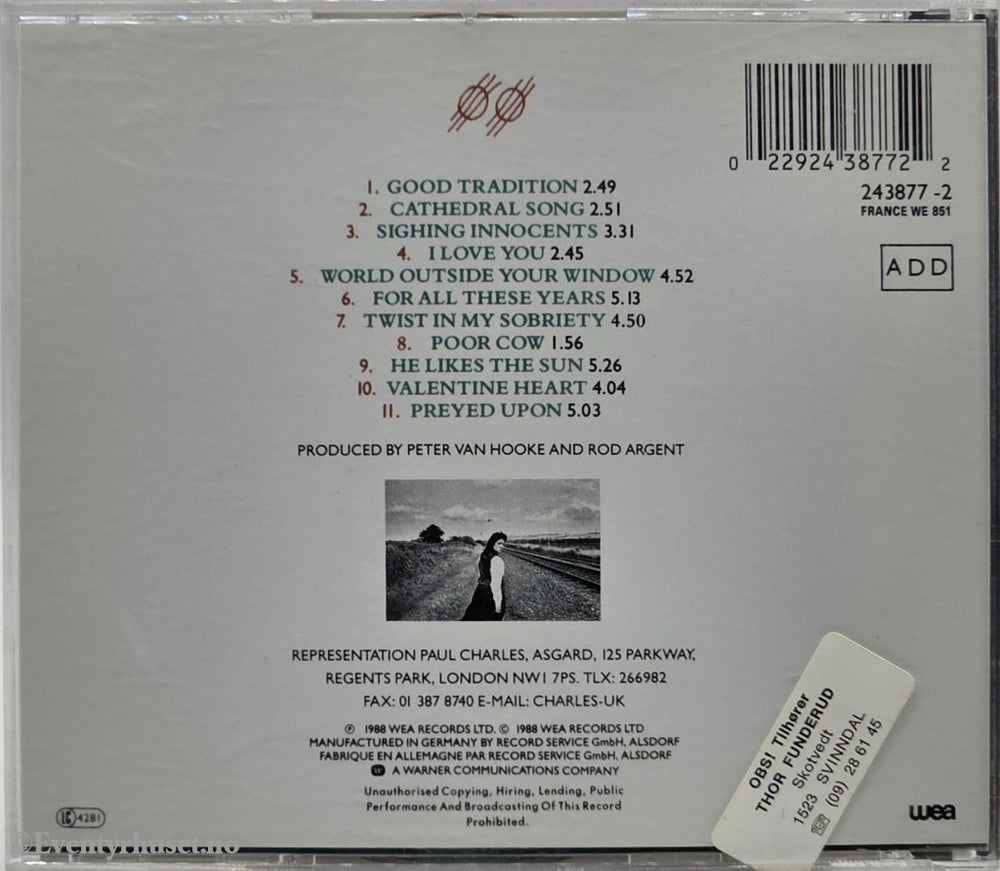 0 22924 38772 2
243877 -2
FRANCE WE 851
ADD
1. GOOD TRADITION 2.49
2. CATHEDRAL SONG 2.51
3. SIGHING INNOCENTS 3.31
4. I LOVE YOU 2.45
5. WORLD OUTSIDE YOUR WINDOW 4.52
6. FOR ALL THESE YEARS 5.13
7. TWIST IN MY SOBRIETY 4.50
8. POOR COW 1.56
9. HE LIKES THE SUN 5.26
10. VALENTINE HEART 4.04
11. PREYED UPON 5.03
PRODUCED BY PETER VAN HOOKE AND ROD ARGENT
REPRESENTATION PAUL CHARLES, ASGARD, 125 PARKWAY,
REGENTS PARK, LONDON NW1 7PS. TLX: 266982
FAX: 01 387 8740 E-MAIL: CHARLES-UK
℗ 1988 WEA RECORDS LTD. © 1988 WEA RECORDS LTD
MANUFACTURED IN GERMANY BY RECORD SERVICE GmbH, ALSDORF
FABRIQUE EN ALLEMAGNE PAR RECORD SERVICE GmbH, ALSDORF
A WARNER COMMUNICATIONS COMPANY
Unauthorised Copying, Hiring, Lending, Public
Performance And Broadcasting Of This Record
Prohibited.
OBS! Tilhører
THOR FUNDERUD
Skotvedt
1523 SVINNDAL
(09) 28 61 45
LC 4281
wea
©Eventyrhuset.no